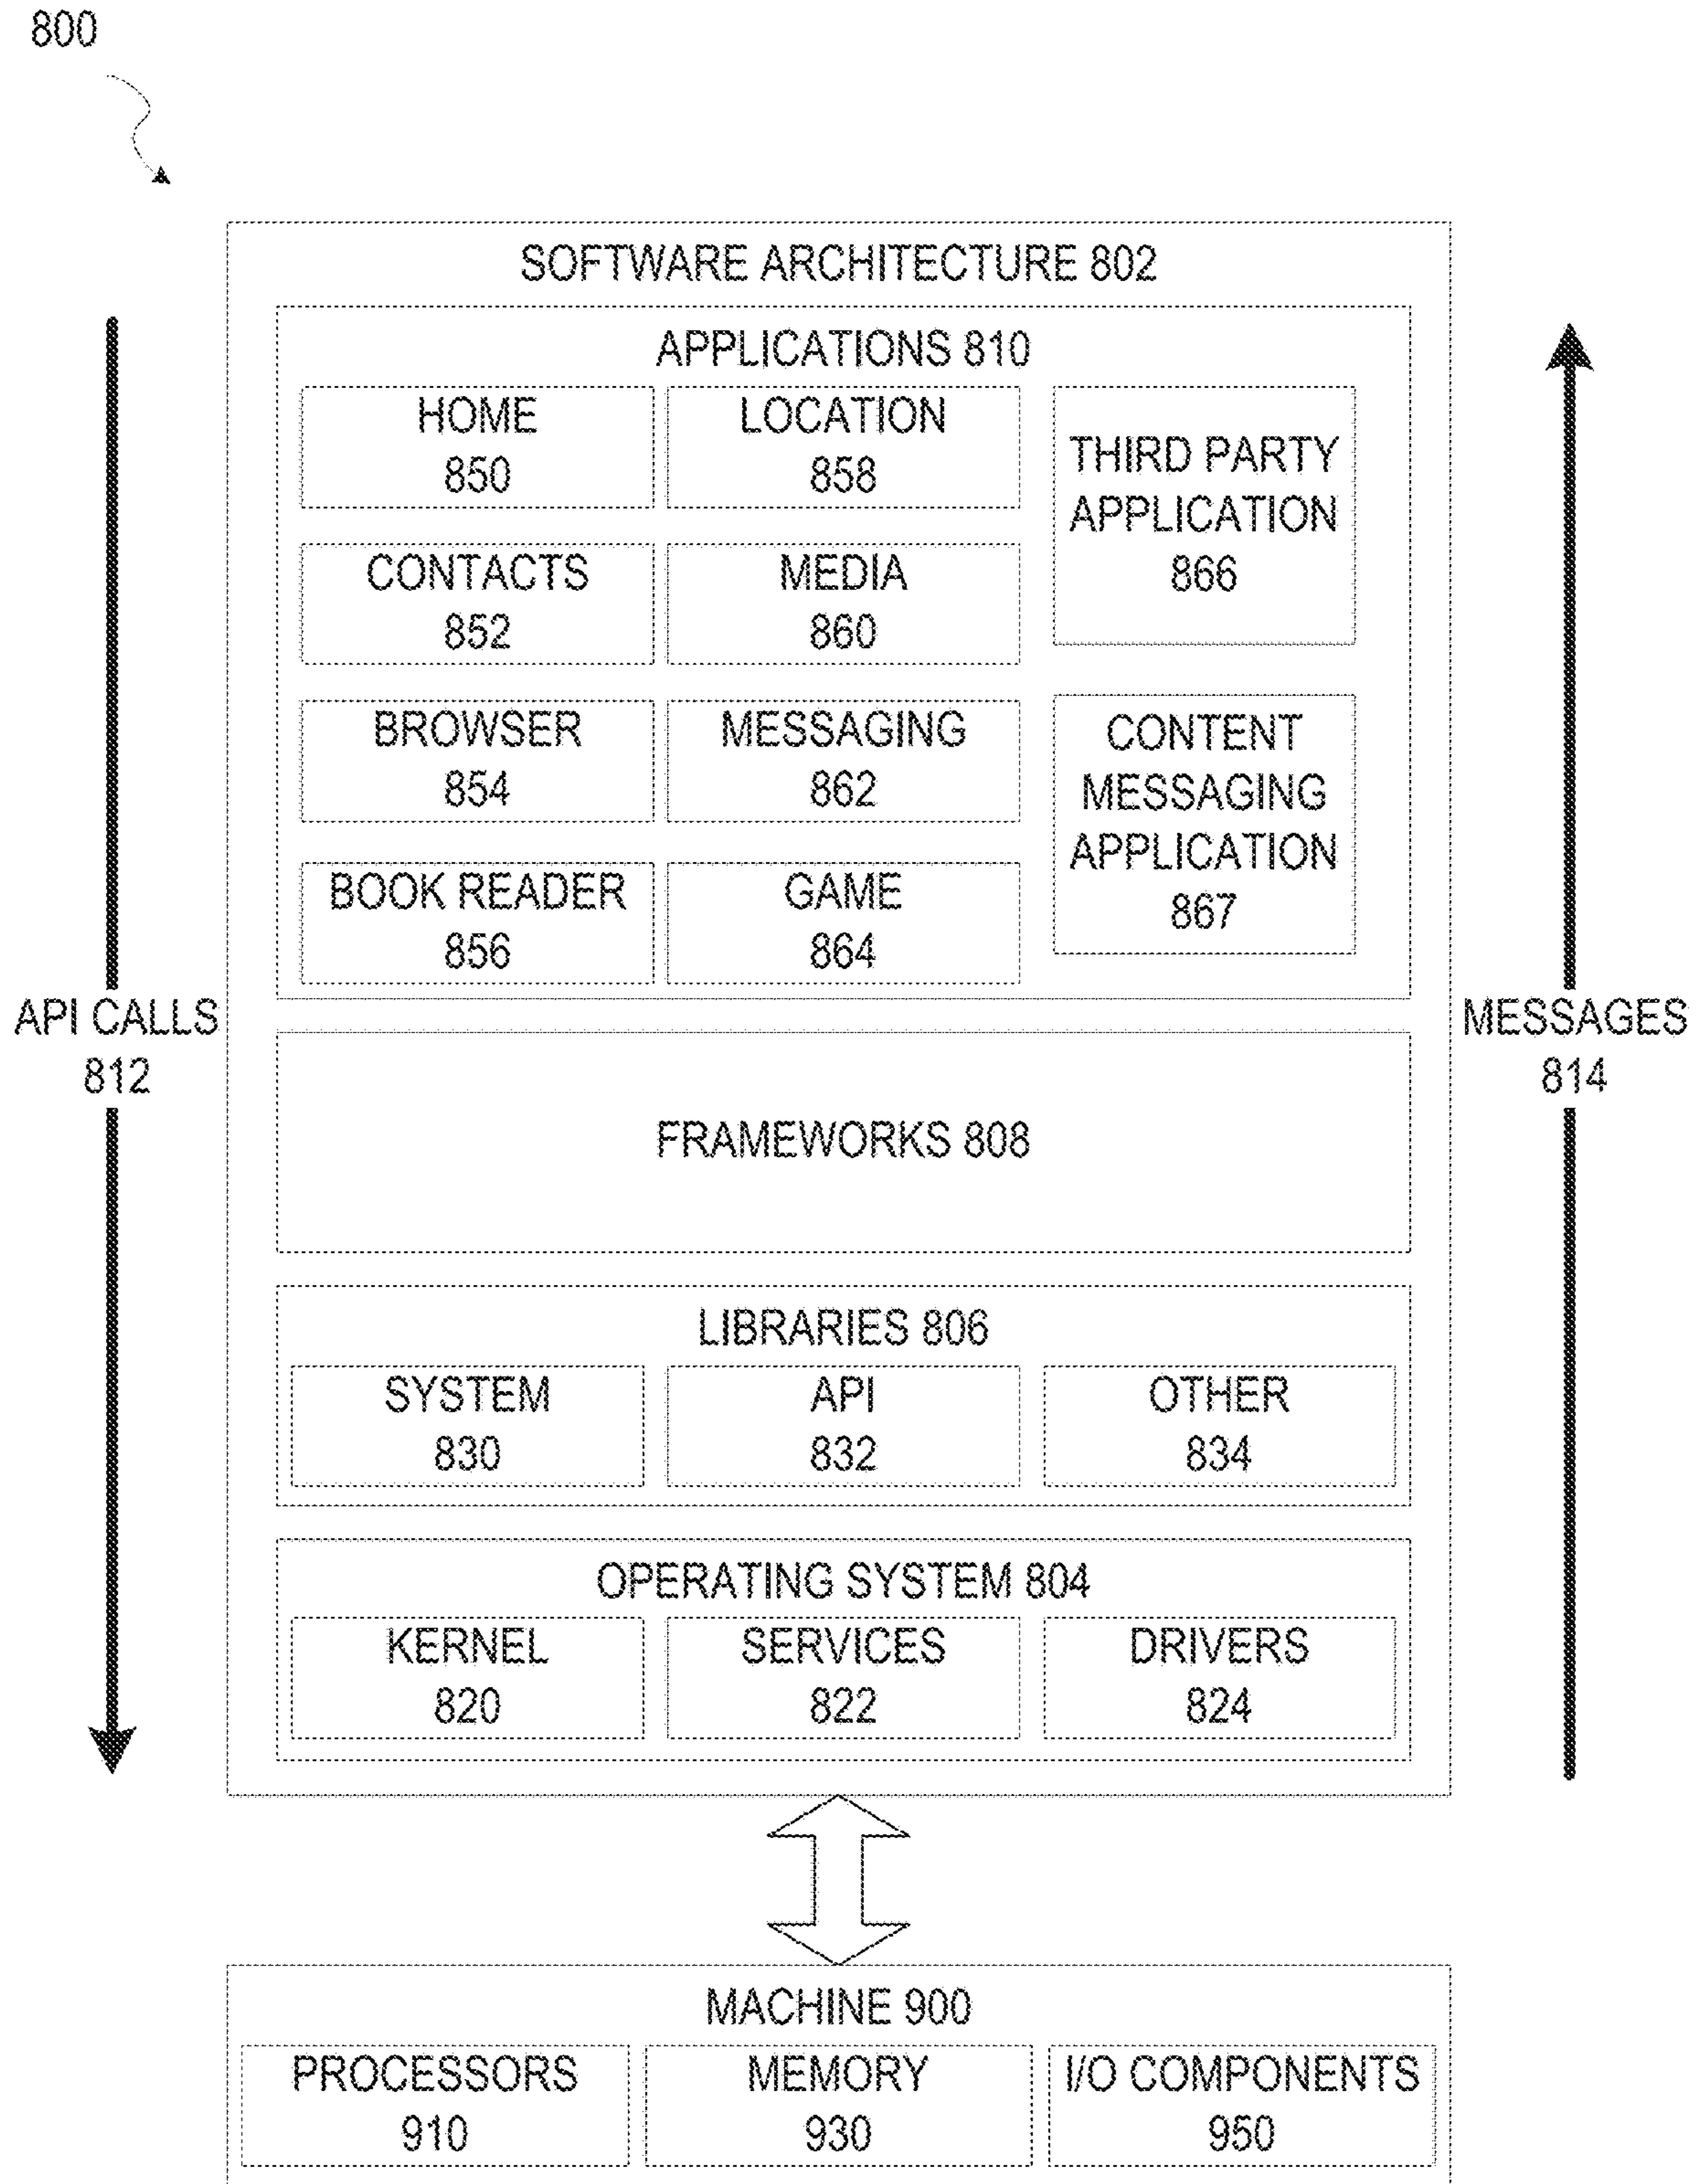 800
SOFTWARE ARCHITECTURE 802
APPLICATIONS 810
HOME
850
LOCATION
858
THIRD PARTY
APPLICATION
866
CONTACTS
852
MEDIA
860
BROWSER
854
MESSAGING
862
CONTENT
MESSAGING
APPLICATION
867
BOOK READER
856
GAME
864
API CALLS
812
MESSAGES
814
FRAMEWORKS 808
LIBRARIES 806
SYSTEM
830
API
832
OTHER
834
OPERATING SYSTEM 804
KERNEL
820
SERVICES
822
DRIVERS
824
MACHINE 900
PROCESSORS
910
MEMORY
930
I/O COMPONENTS
950